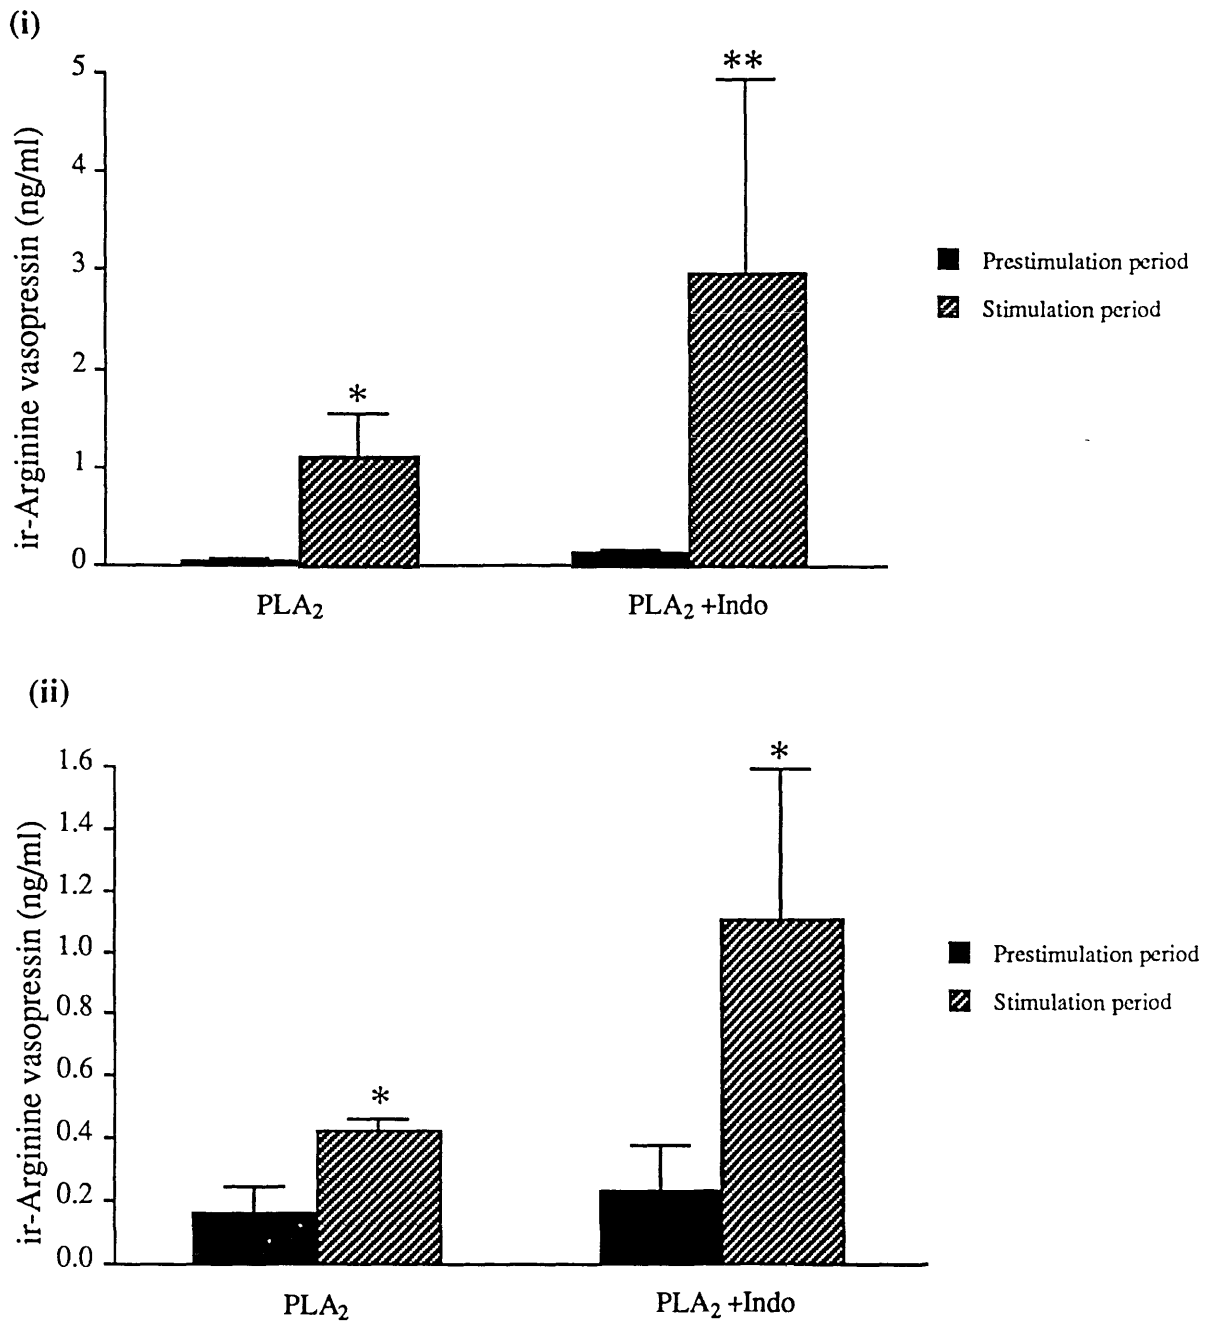 (i)
ir-Arginine vasopressin (ng/ml)
5
4
3
2
1
0
*
**
PLA2
PLA2 +Indo
Prestimulation period
Stimulation period
(ii)
ir-Arginine vasopressin (ng/ml)
1.6
1.4
1.2
1.0
0.8
0.6
0.4
0.2
0.0
*
*
PLA2
PLA2 +Indo
Prestimulation period
Stimulation period